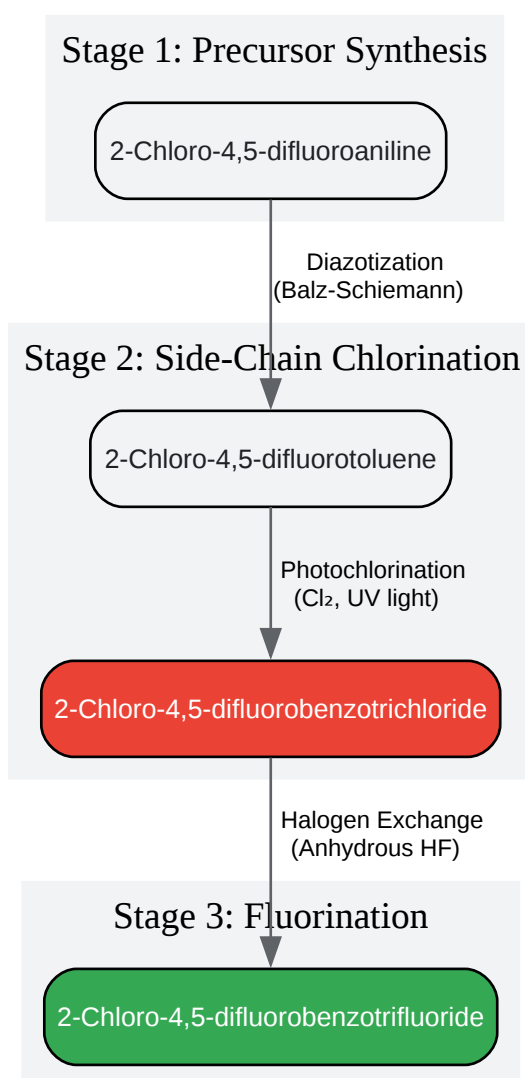 Stage 1: Precursor Synthesis
2-Chloro-4,5-difluoroaniline
Diazotization
(Balz-Schiemann)
Stage 2: Side-Chain Chlorination
2-Chloro-4,5-difluorotoluene
Photochlorination
(Cl₂, UV light)
2-Chloro-4,5-difluorobenzotrichloride
Halogen Exchange
(Anhydrous HF)
Stage 3: Fluorination
2-Chloro-4,5-difluorobenzotrifluoride